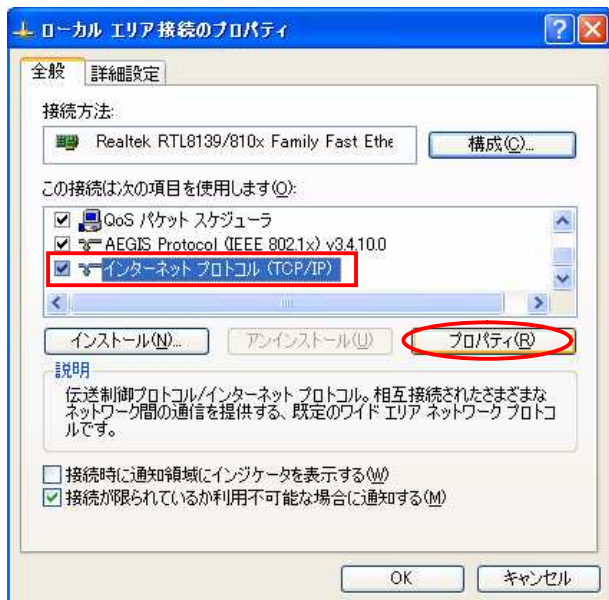 ローカル エリア接続のプロパティ
全般 詳細設定
接続方法:
Realtek RTL8139/810x Family Fast Ethe
構成(C)...
この接続は次の項目を使用します(O):
QoS パケット スケジューラ
AEGIS Protocol (IEEE 802.1x) v3.4.10.0
インターネット プロトコル (TCP/IP)
インストール(N)... アンインストール(U) プロパティ(R)
説明
伝送制御プロトコル/インターネット プロトコル。相互接続されたさまざまな
ネットワーク間の通信を提供する、既定のワイド エリア ネットワーク プロトコ
ルです。
接続時に通知領域にインジケータを表示する(W)
接続が限られているか利用不可能な場合に通知する(M)
OK キャンセル